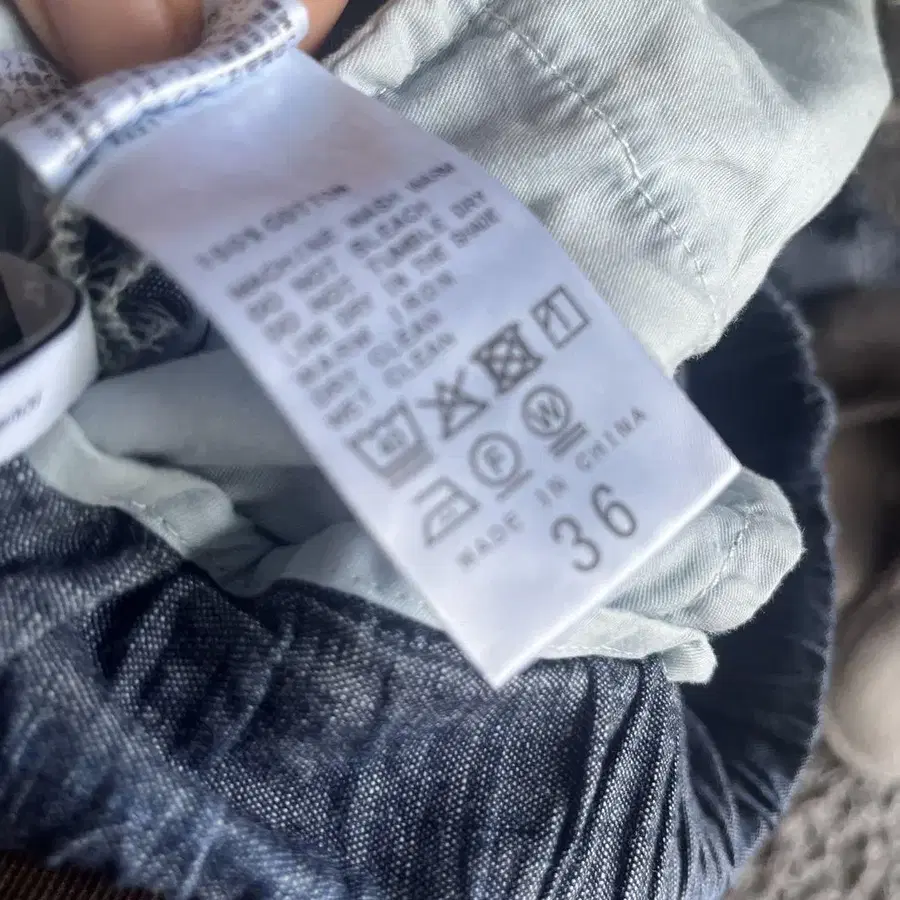 100% COTTON
MACHINE WASH WARM
DO NOT BLEACH
DO NOT TUMBLE DRY
DRY IN THE SHADE
WARM IRON
DRY CLEAN
WET CLEAN
40
F
W
MADE IN CHINA
36